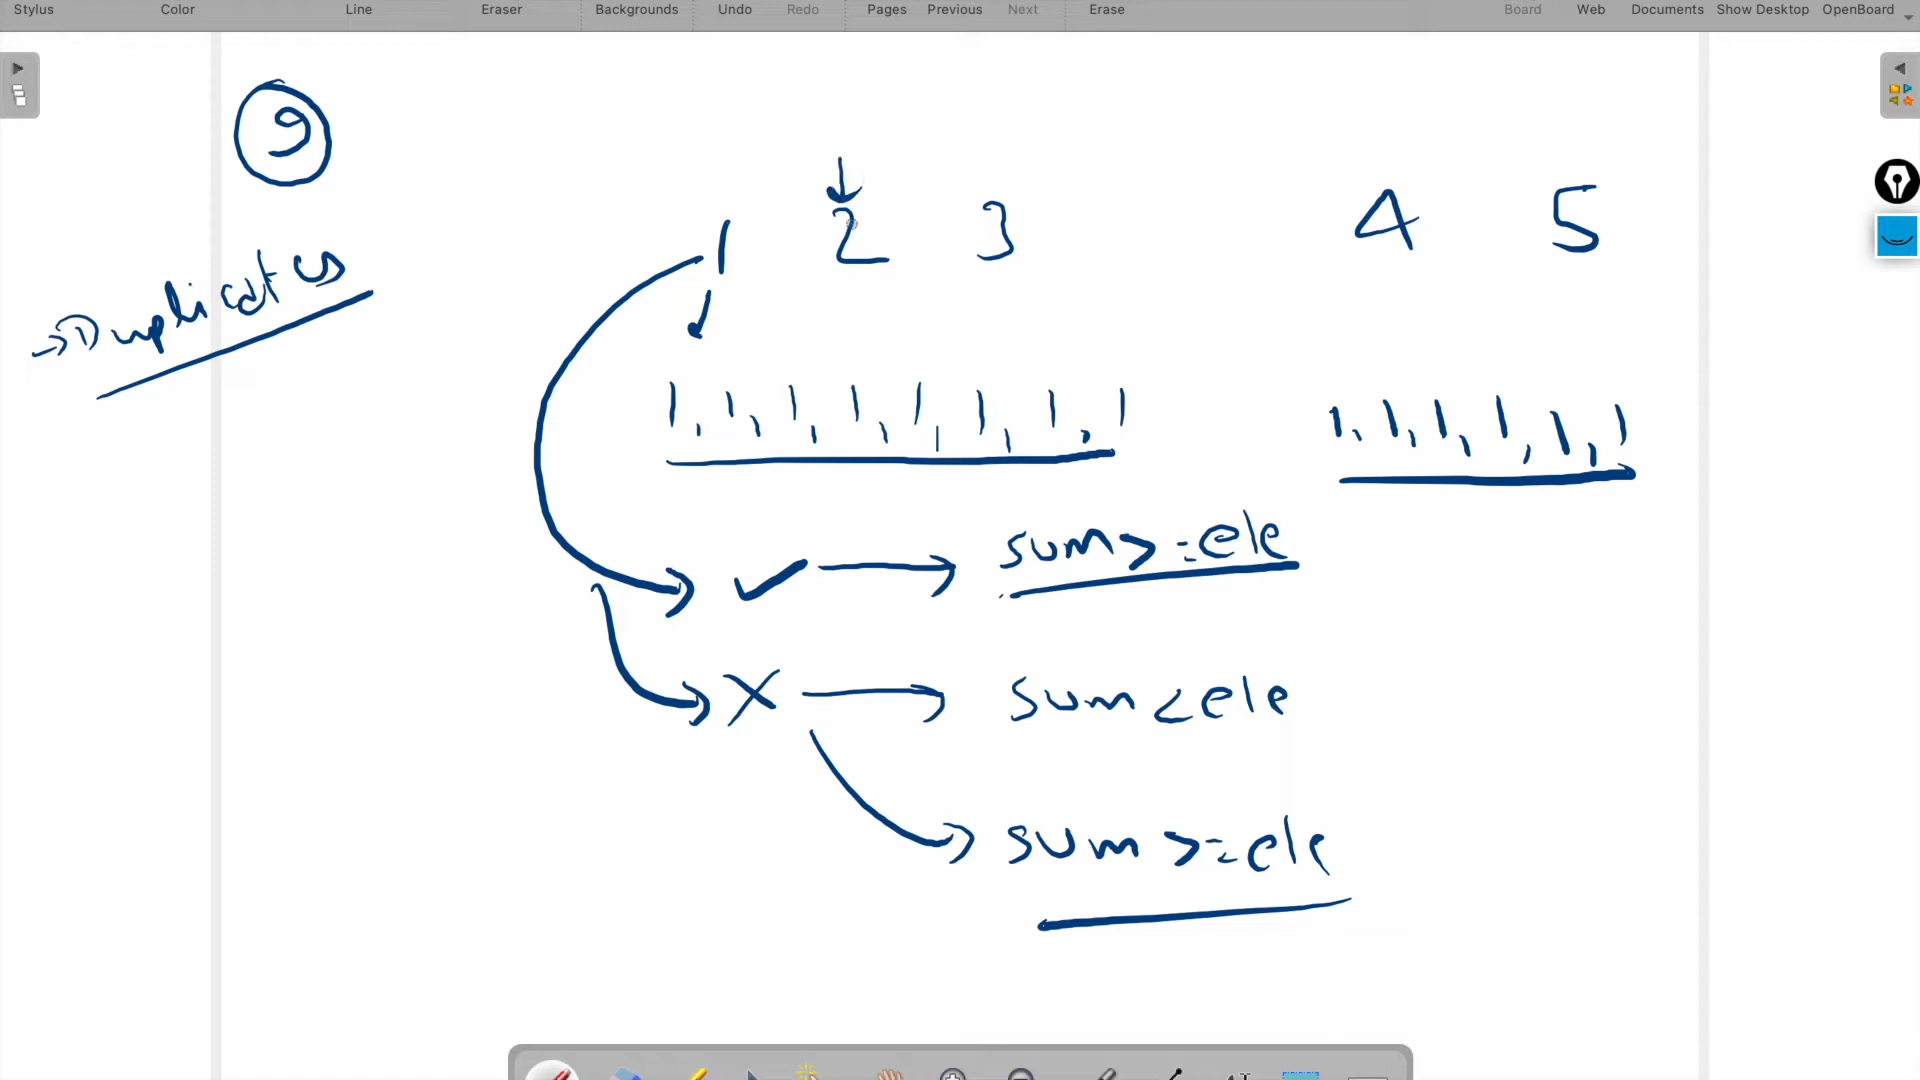 Stylus Color Line Eraser Backgrounds Undo Redo Pages Previous Next Erase Board Web Documents Show Desktop OpenBoard
9
1 2 3 4 5
→Duplicates
1,1,1,1,1,1,1,1 1,1,1,1,1,1
✓ → sum>=ele
X → sum<ele
→ sum>=ele